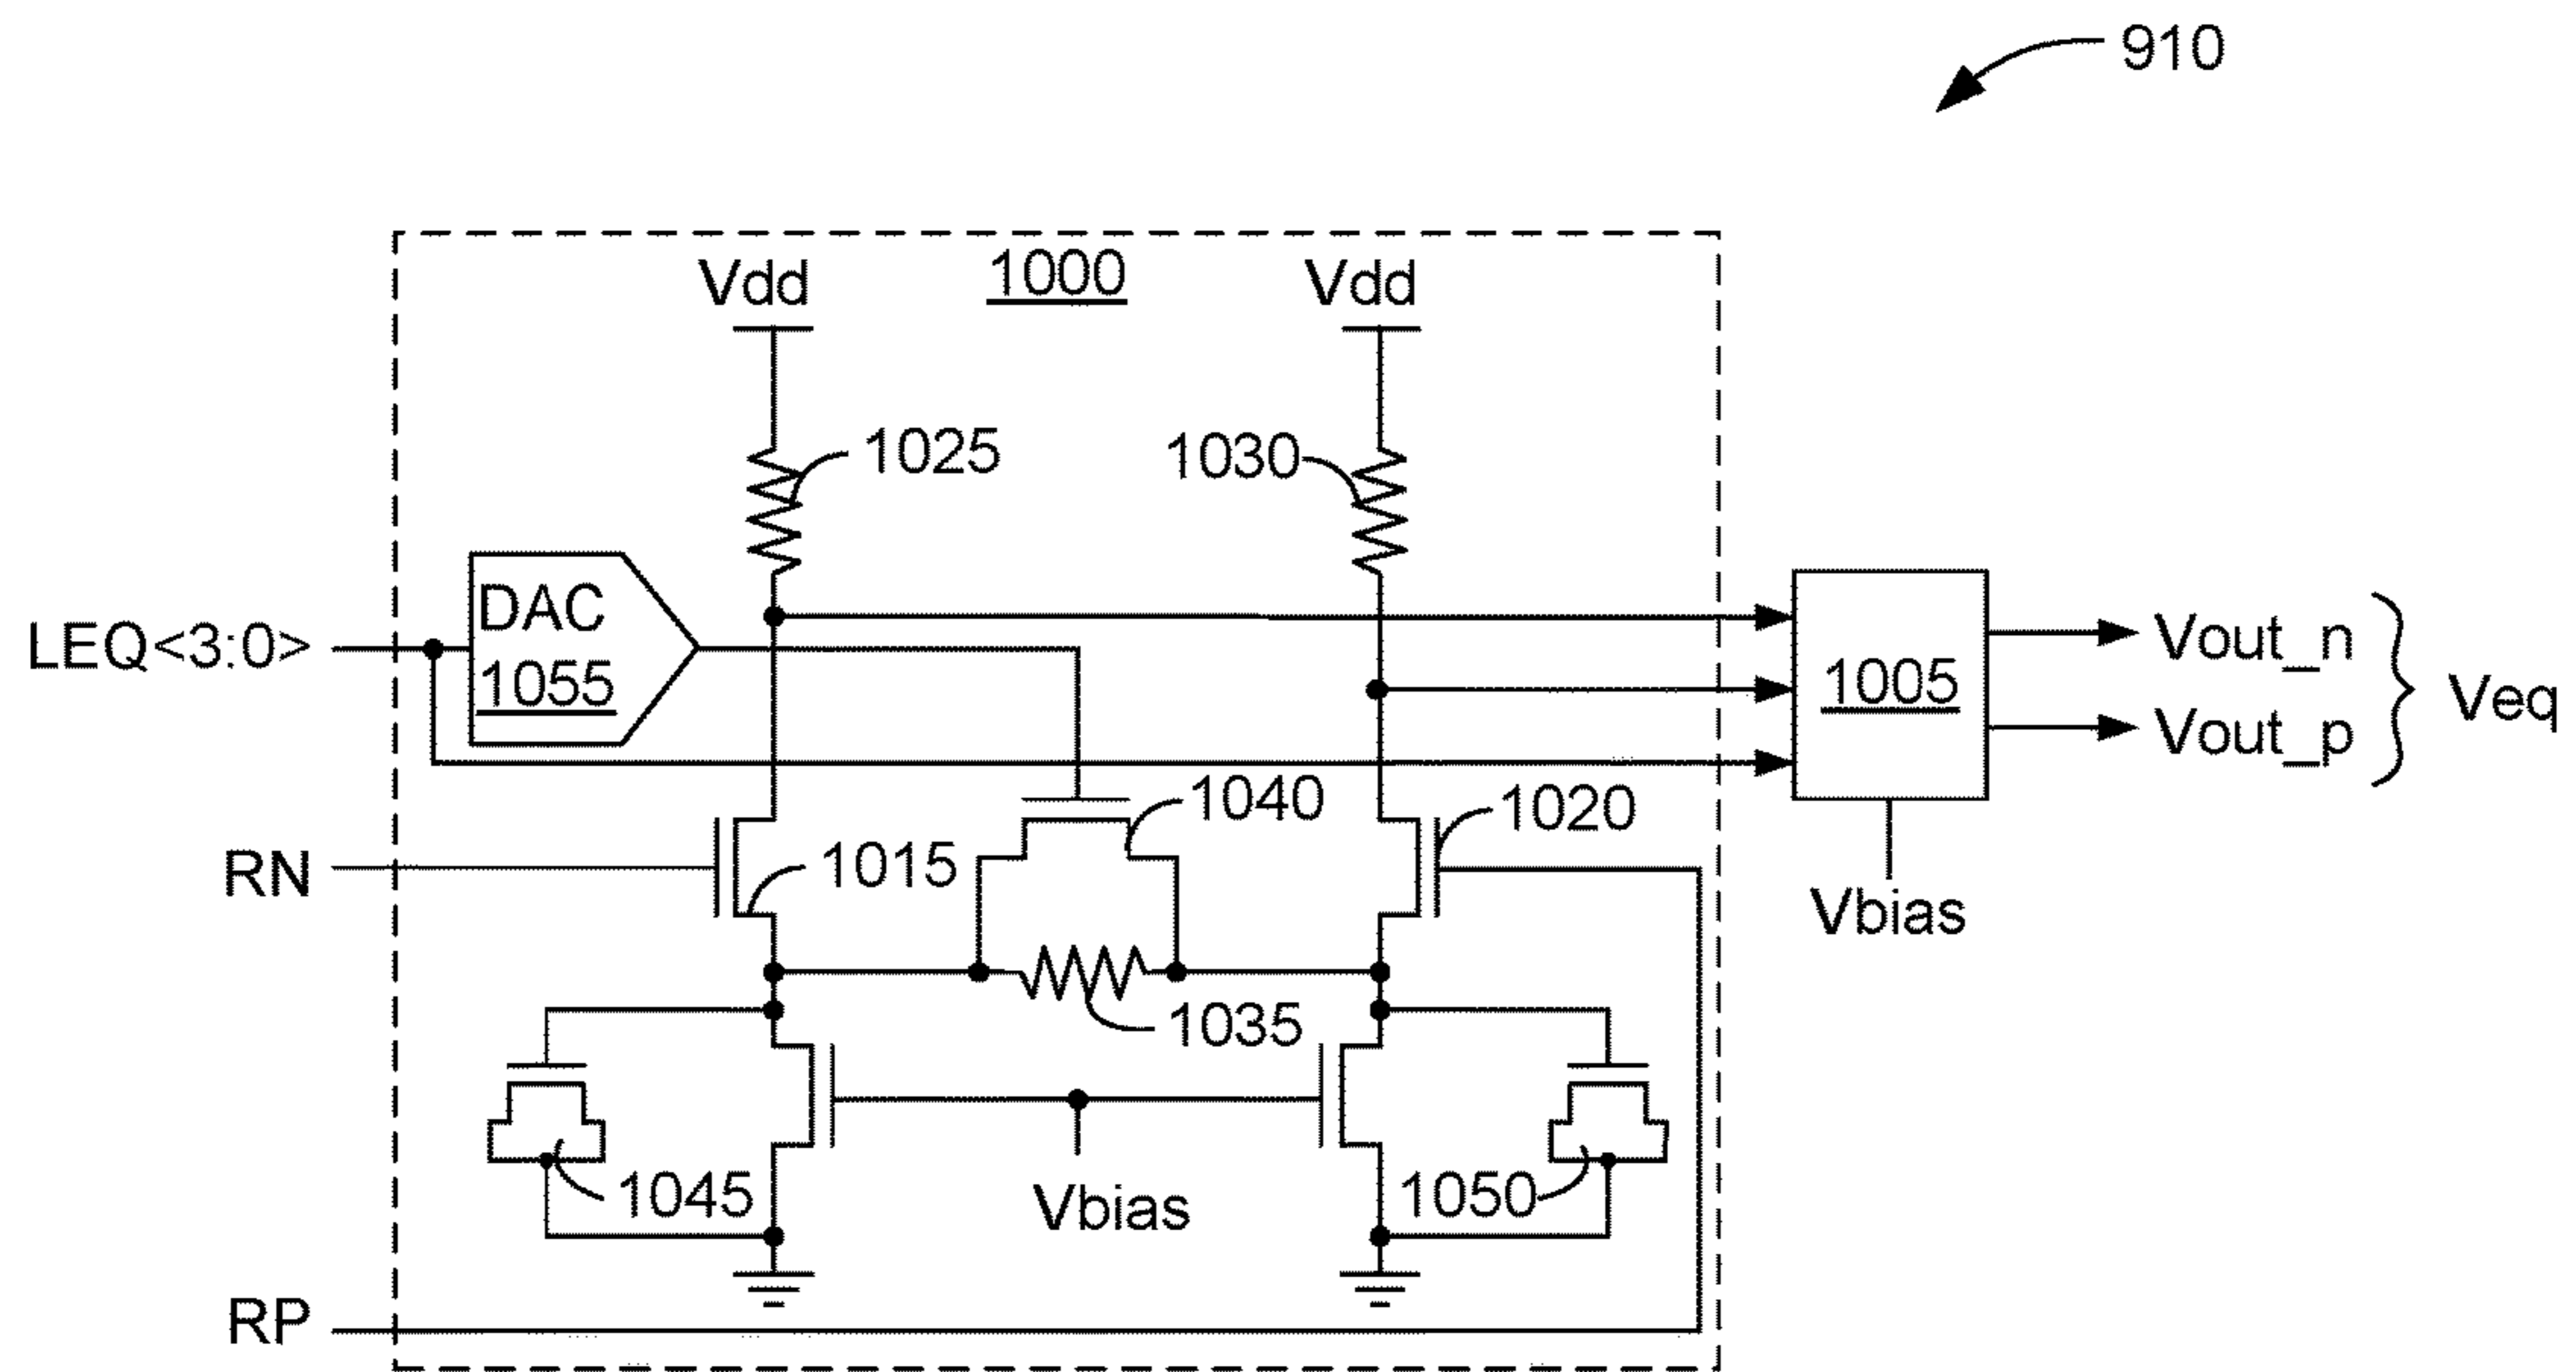 910
1000
Vdd
Vdd
1025
1030
DAC
1055
LEQ<3:0>
1005
Vout_n
Vout_p
Veq
1040
1020
RN
1015
Vbias
1035
1045
Vbias
1050
RP